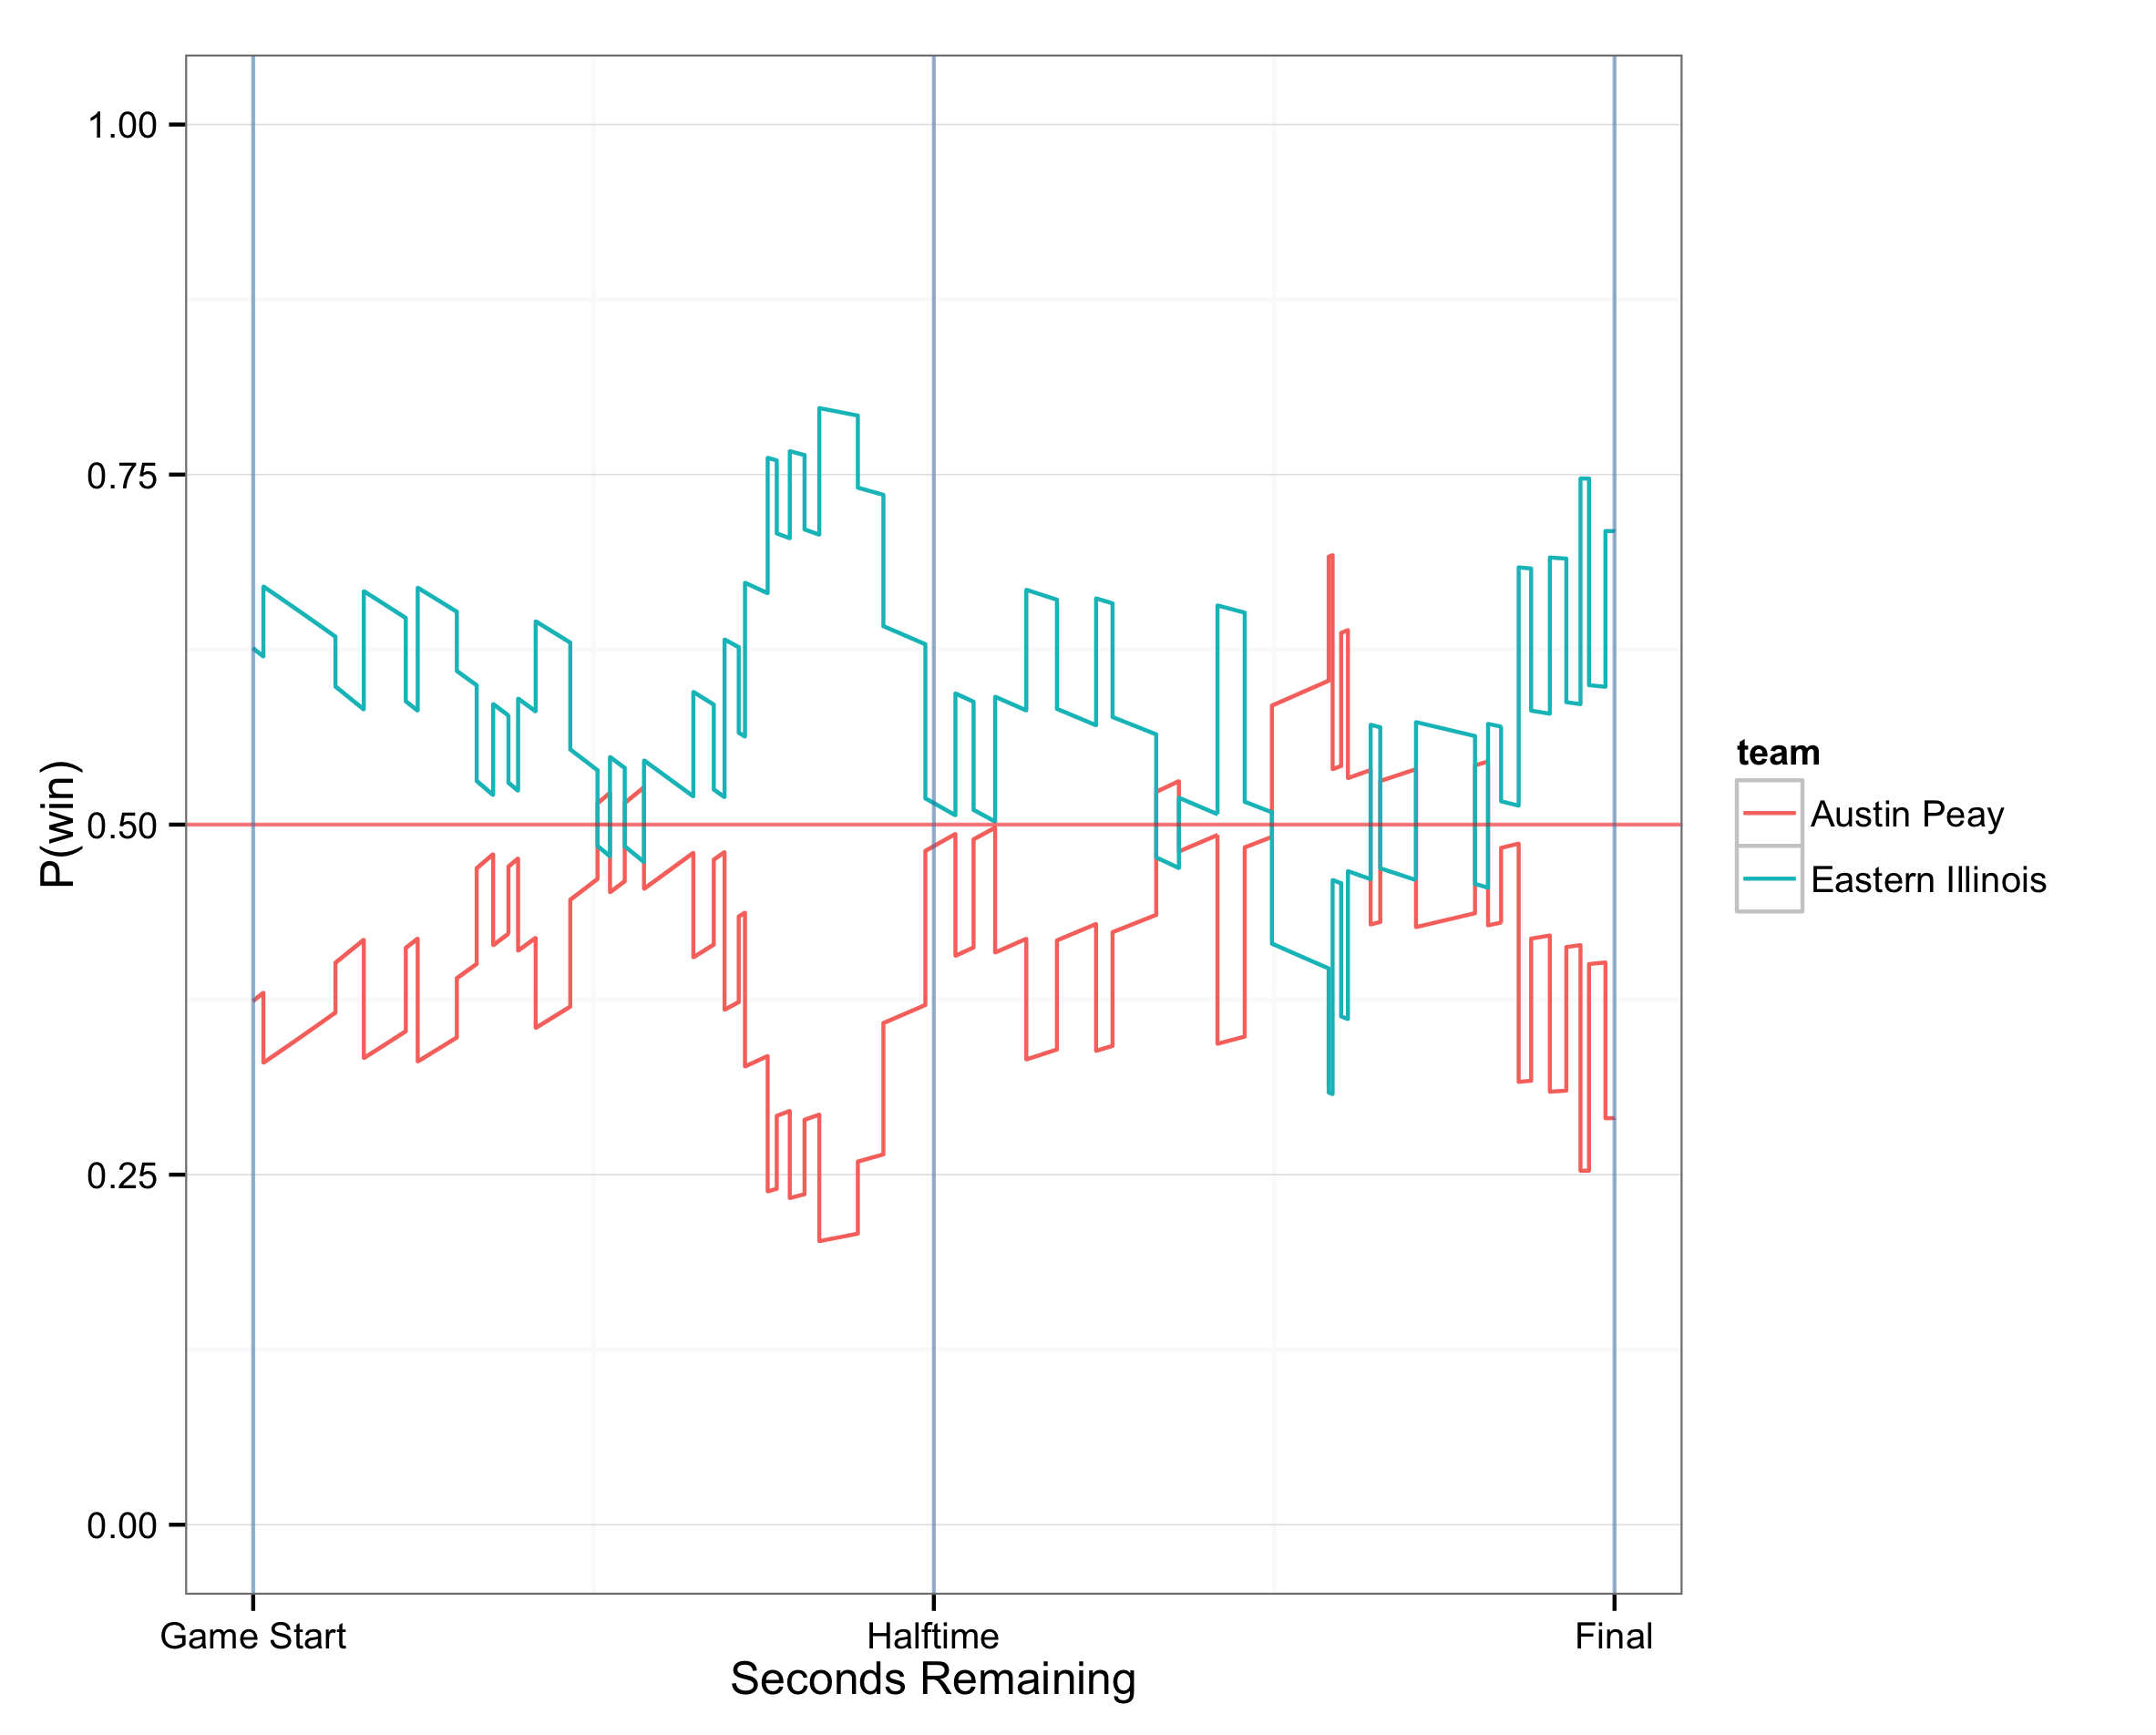 1.00
0.75
0.50
0.25
0.00
P(win)
Game Start
Halftime
Final
Seconds Remaining
team
Austin Peay
Eastern Illinois